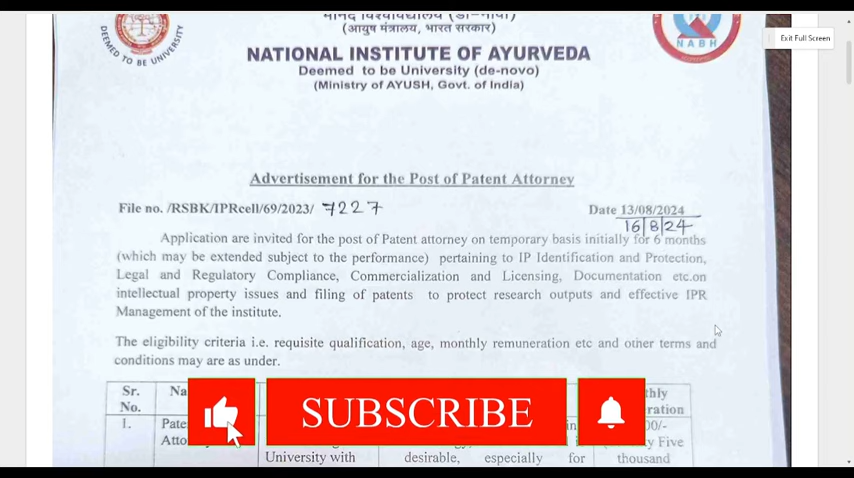 मानद विश्वविद्यालय (डी-नोवो)
(आयुष मंत्रालय, भारत सरकार)
DEEMED TO BE UNIVERSITY
NABH
Exit Full Screen
NATIONAL INSTITUTE OF AYURVEDA
Deemed to be University (de-novo)
(Ministry of AYUSH, Govt. of India)
Advertisement for the Post of Patent Attorney
File no. /RSBK/IPRcell/69/2023/ 7227
Date 13/08/2024
16/8/24
Application are invited for the post of Patent attorney on temporary basis initially for 6 months
(which may be extended subject to the performance) pertaining to IP Identification and Protection,
Legal and Regulatory Compliance, Commercialization and Licensing, Documentation etc.on
intellectual property issues and filing of patents to protect research outputs and effective IPR
Management of the institute.
The eligibility criteria i.e. requisite qualification, age, monthly remuneration etc and other terms and
conditions may are as under.
Sr.
No.
1.
University with
desirable, especially for
Five
thousand
SUBSCRIBE